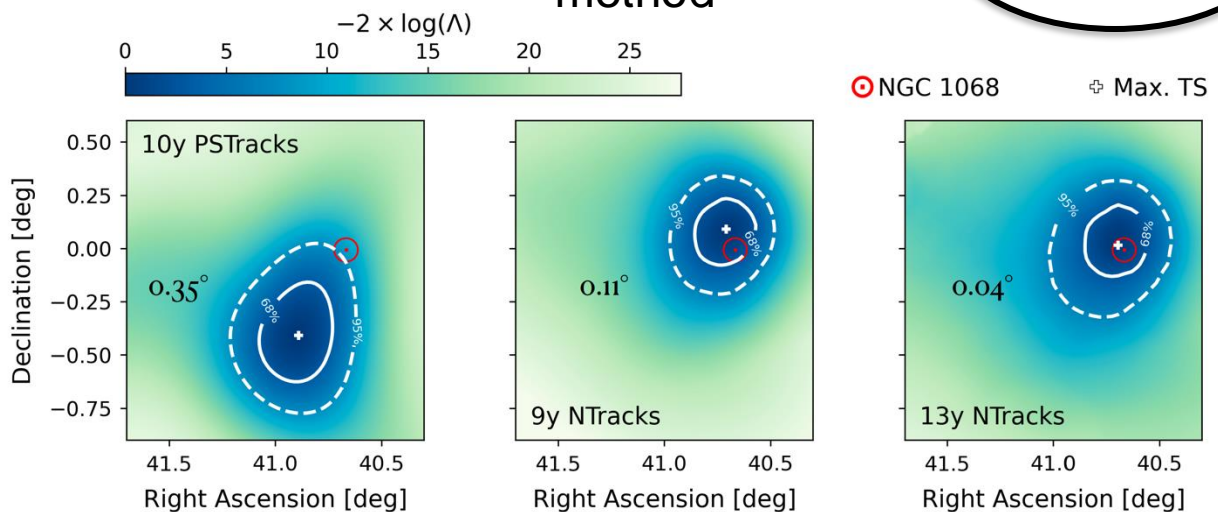 method
−2 × log(Λ)
0 5 10 15 20 25
NGC 1068 Max. TS
10y PSTracks
0.35°
68%
95%
9y NTracks
0.11°
95%
68%
13y NTracks
0.04°
95%
68%
Declination [deg]
0.50
0.25
0.00
−0.25
−0.50
−0.75
41.5 41.0 40.5
41.5 41.0 40.5
41.5 41.0 40.5
Right Ascension [deg]
Right Ascension [deg]
Right Ascension [deg]